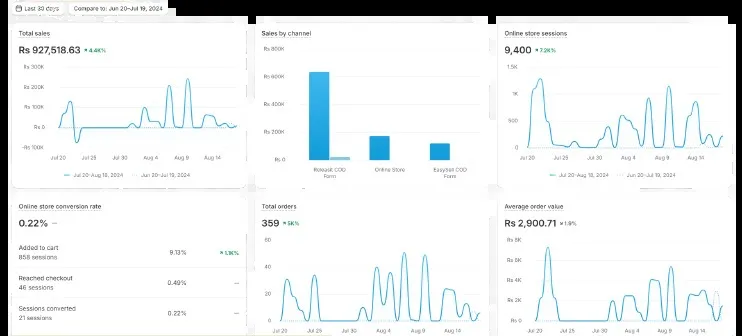 Last 30 days Compare to: Jun 20–Jul 19, 2024
Total sales
Rs 927,518.63 4.4K%
Rs 300K
Rs 200K
Rs 100K
Rs 0
-Rs 100K
Jul 20 Jul 25 Jul 30 Aug 4 Aug 9 Aug 14
Jul 20–Aug 18, 2024 Jun 20–Jul 19, 2024
Sales by channel
Rs 800K
Rs 600K
Rs 400K
Rs 200K
Rs 0
Releasit COD Form
Online Store
EasySell COD Form
Online store sessions
9,400 7.2K%
1.5K
1K
500
0
Jul 20 Jul 25 Jul 30 Aug 4 Aug 9 Aug 14
Jul 20–Aug 18, 2024 Jun 20–Jul 19, 2024
Online store conversion rate
0.22% —
Added to cart
858 sessions
9.13% 1.1K%
Reached checkout
46 sessions
0.49% —
Sessions converted
21 sessions
0.22% —
Total orders
359 5K%
60
40
20
0
Jul 20 Jul 25 Jul 30 Aug 4 Aug 9 Aug 14
Average order value
Rs 2,900.71 1.9%
Rs 8K
Rs 6K
Rs 4K
Rs 2K
Rs 0
Jul 20 Jul 25 Jul 30 Aug 4 Aug 9 Aug 14